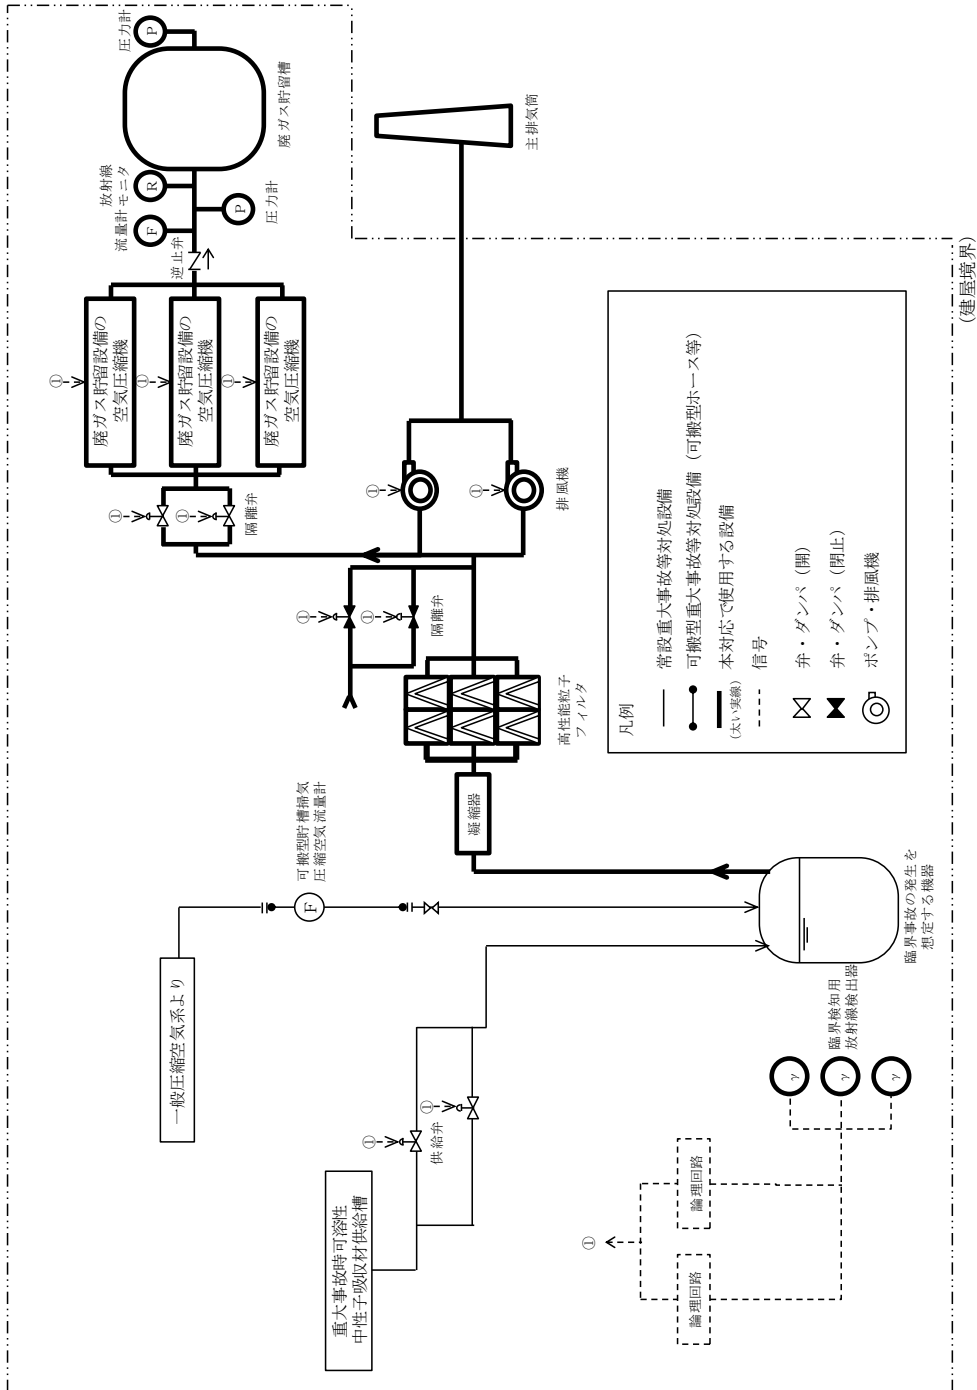 圧力計
P
廃ガス貯留槽
放射線
モニタ
R
流量計
F
圧力計
P
逆止弁
廃ガス貯留設備の
空気圧縮機
①
廃ガス貯留設備の
空気圧縮機
①
廃ガス貯留設備の
空気圧縮機
①
隔離弁
①
①
主排気筒
排風機
①
①
隔離弁
①
①
高性能粒子
フィルタ
凝縮器
可搬型貯槽掃気
圧縮空気流量計
F
一般圧縮空気系より
臨界事故の発生を
想定する機器
臨界検知用
放射線検出器
γ
γ
γ
供給弁
①
①
重大事故時可溶性
中性子吸収材供給槽
論理回路
論理回路
①
(建屋境界)
凡例
常設重大事故等対処設備
可搬型重大事故等対処設備（可搬型ホース等）
本対応で使用する設備
(太い実線)
信号
弁・ダンパ（開）
弁・ダンパ（閉止）
ポンプ・排風機